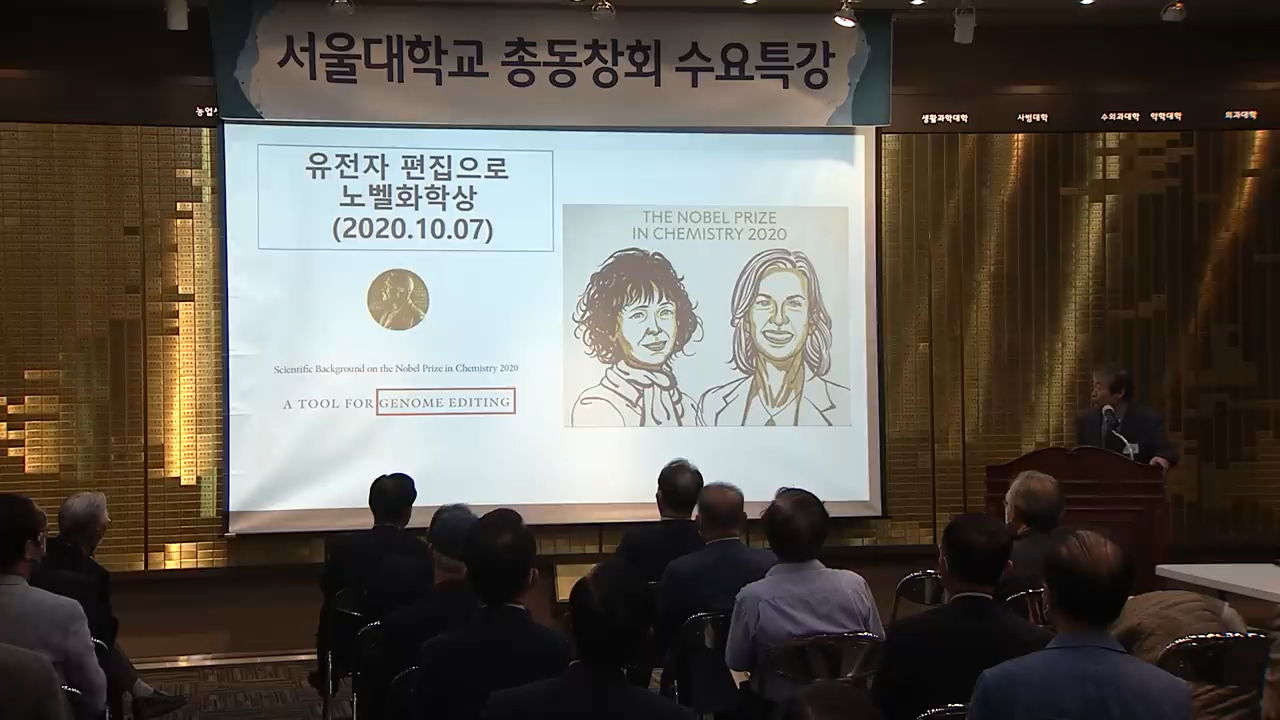 서울대학교 총동창회 수요특강
생활과학대학 사범대학 수의과대학 약학대학 의과대학
유전자 편집으로
노벨화학상
(2020.10.07)
THE NOBEL PRIZE
IN CHEMISTRY 2020
Scientific Background on the Nobel Prize in Chemistry 2020
A TOOL FOR GENOME EDITING